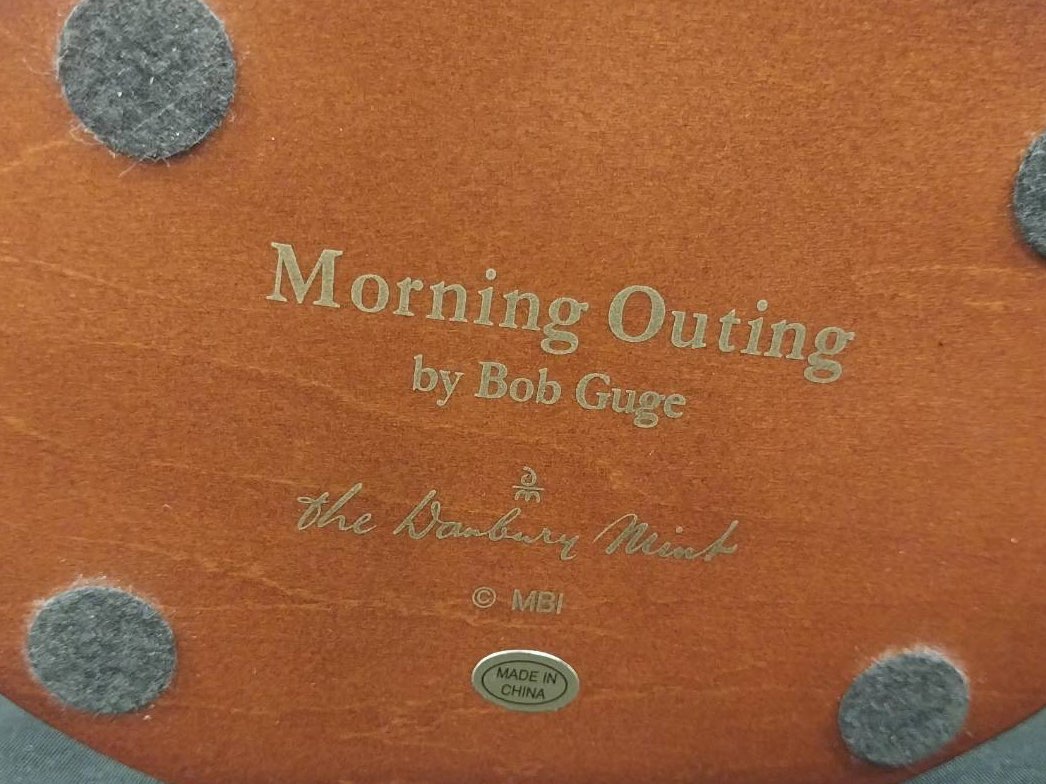 Morning Outing
by Bob Guge
the Danbury Mint
© MBI
MADE IN
CHINA